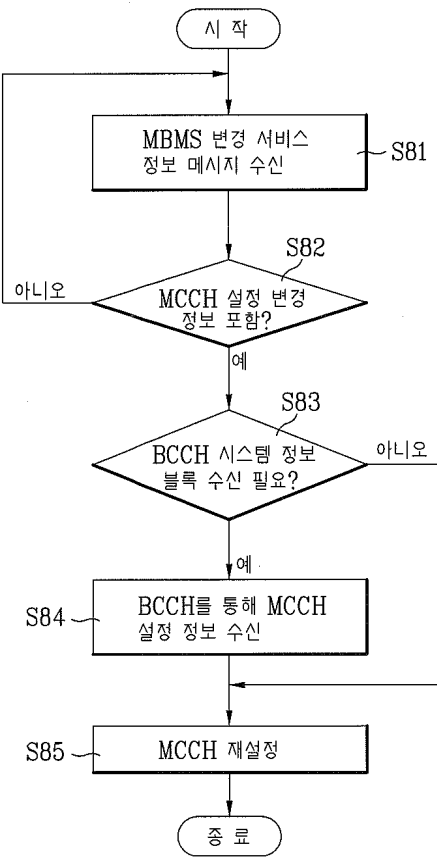 시 작
MBMS 변경 서비스
정보 메시지 수신
S81
S82
아니오
MCCH 설정 변경
정보 포함?
예
S83
아니오
BCCH 시스템 정보
블록 수신 필요?
예
S84
BCCH를 통해 MCCH
설정 정보 수신
S85
MCCH 재설정
종 료